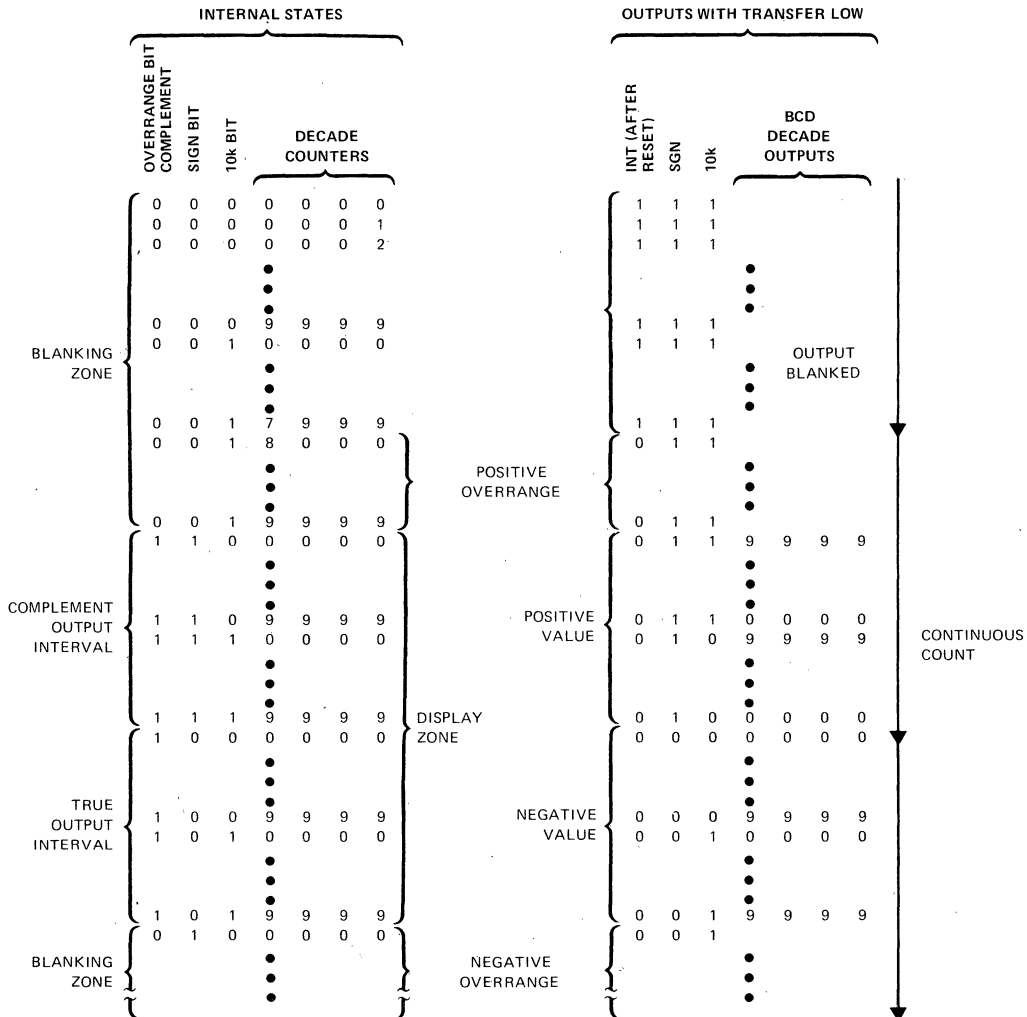 INTERNAL STATES
OUTPUTS WITH TRANSFER LOW
OVERRANGE BIT
COMPLEMENT
SIGN BIT
10k BIT
DECADE
COUNTERS
INT (AFTER
RESET)
SGN
10k
BCD
DECADE
OUTPUTS
0 0 0 0 0 0 0 1 1 1
0 0 0 0 0 0 1 1 1 1
0 0 0 0 0 0 2 1 1 1
0 0 0 9 9 9 9 1 1 1
0 0 1 0 0 0 0 1 1 1
BLANKING
ZONE
OUTPUT
BLANKED
0 0 1 7 9 9 9 1 1 1
0 0 1 8 0 0 0 0 1 1
POSITIVE
OVERRANGE
0 0 1 9 9 9 9 0 1 1
1 1 0 0 0 0 0 0 1 1 9 9 9 9
COMPLEMENT
OUTPUT
INTERVAL
1 1 0 9 9 9 9 0 1 1 0 0 0 0
1 1 1 0 0 0 0 0 1 0 9 9 9 9
POSITIVE
VALUE
CONTINUOUS
COUNT
1 1 1 9 9 9 9 0 1 0 0 0 0 0
1 0 0 0 0 0 0 0 0 0 0 0 0 0
DISPLAY
ZONE
TRUE
OUTPUT
INTERVAL
1 0 0 9 9 9 9 0 0 0 9 9 9 9
1 0 1 0 0 0 0 0 0 1 0 0 0 0
NEGATIVE
VALUE
1 0 1 9 9 9 9 0 0 1 9 9 9 9
0 1 0 0 0 0 0 0 0 1
BLANKING
ZONE
NEGATIVE
OVERRANGE